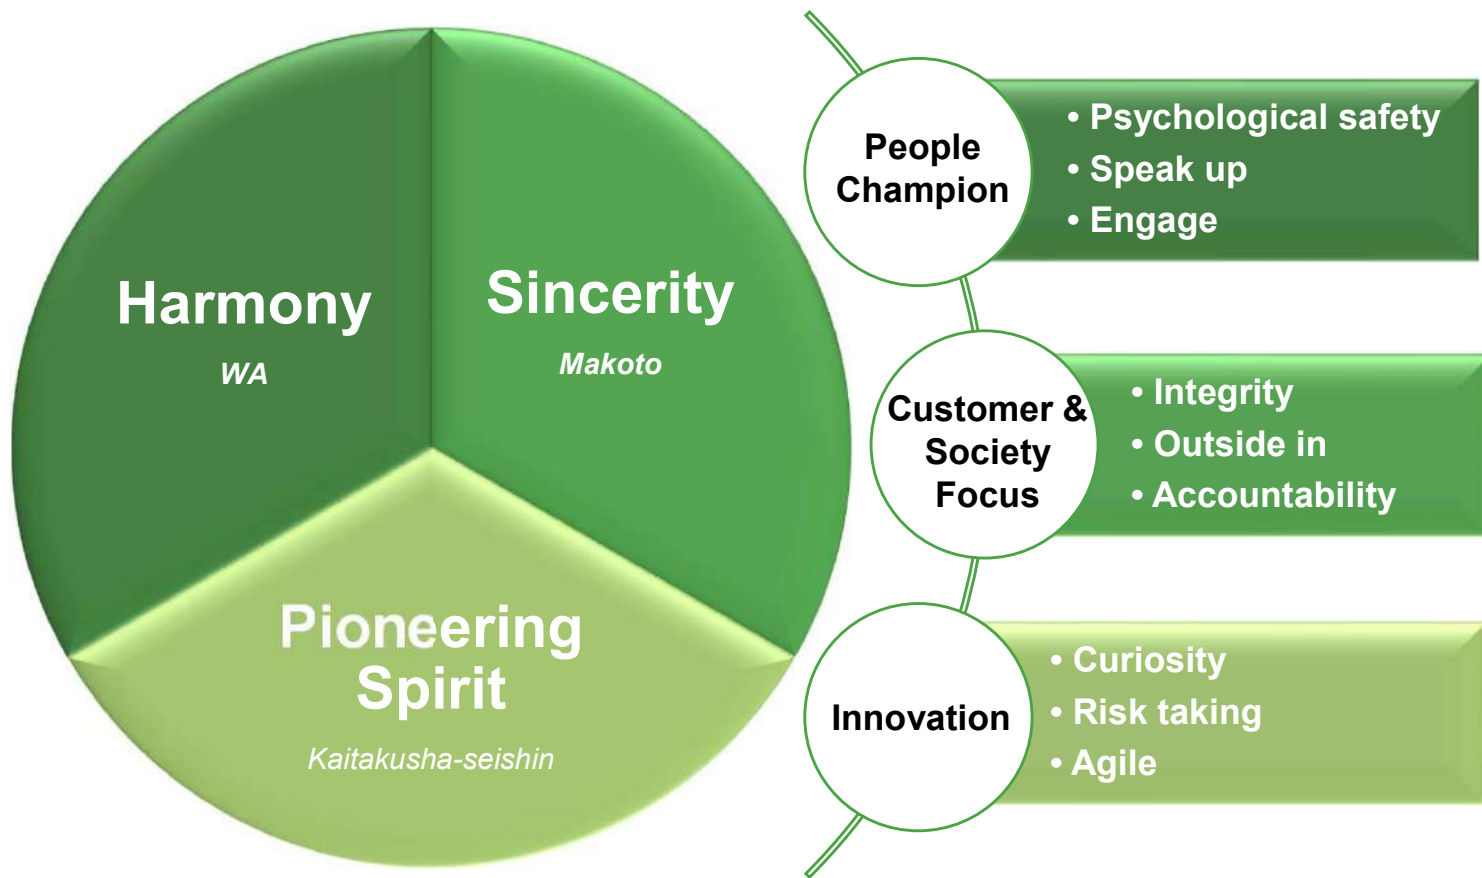 Harmony
WA
Sincerity
Makoto
Pioneering
Spirit
Kaitakusha-seishin
People
Champion
• Psychological safety
• Speak up
• Engage
Customer &
Society
Focus
• Integrity
• Outside in
• Accountability
Innovation
• Curiosity
• Risk taking
• Agile